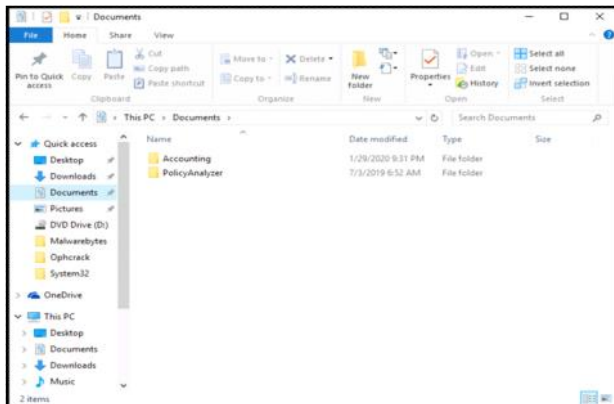 Documents
File Home Share View
Pin to Quick access
Copy
Paste
Cut
Copy path
Paste shortcut
Clipboard
Move to
Copy to
Delete
Rename
Organize
New folder
New
Properties
Open
Edit
History
Open
Select all
Select none
Invert selection
Select
This PC > Documents >
Search Documents
Name Date modified Type Size
Accounting 1/29/2020 9:31 PM File folder
PolicyAnalyzer 7/3/2019 6:52 AM File folder
Quick access
Desktop
Downloads
Documents
Pictures
DVD Drive (D:)
Malwarebytes
Ophcrack
System32
OneDrive
This PC
Desktop
Documents
Downloads
Music
2 items